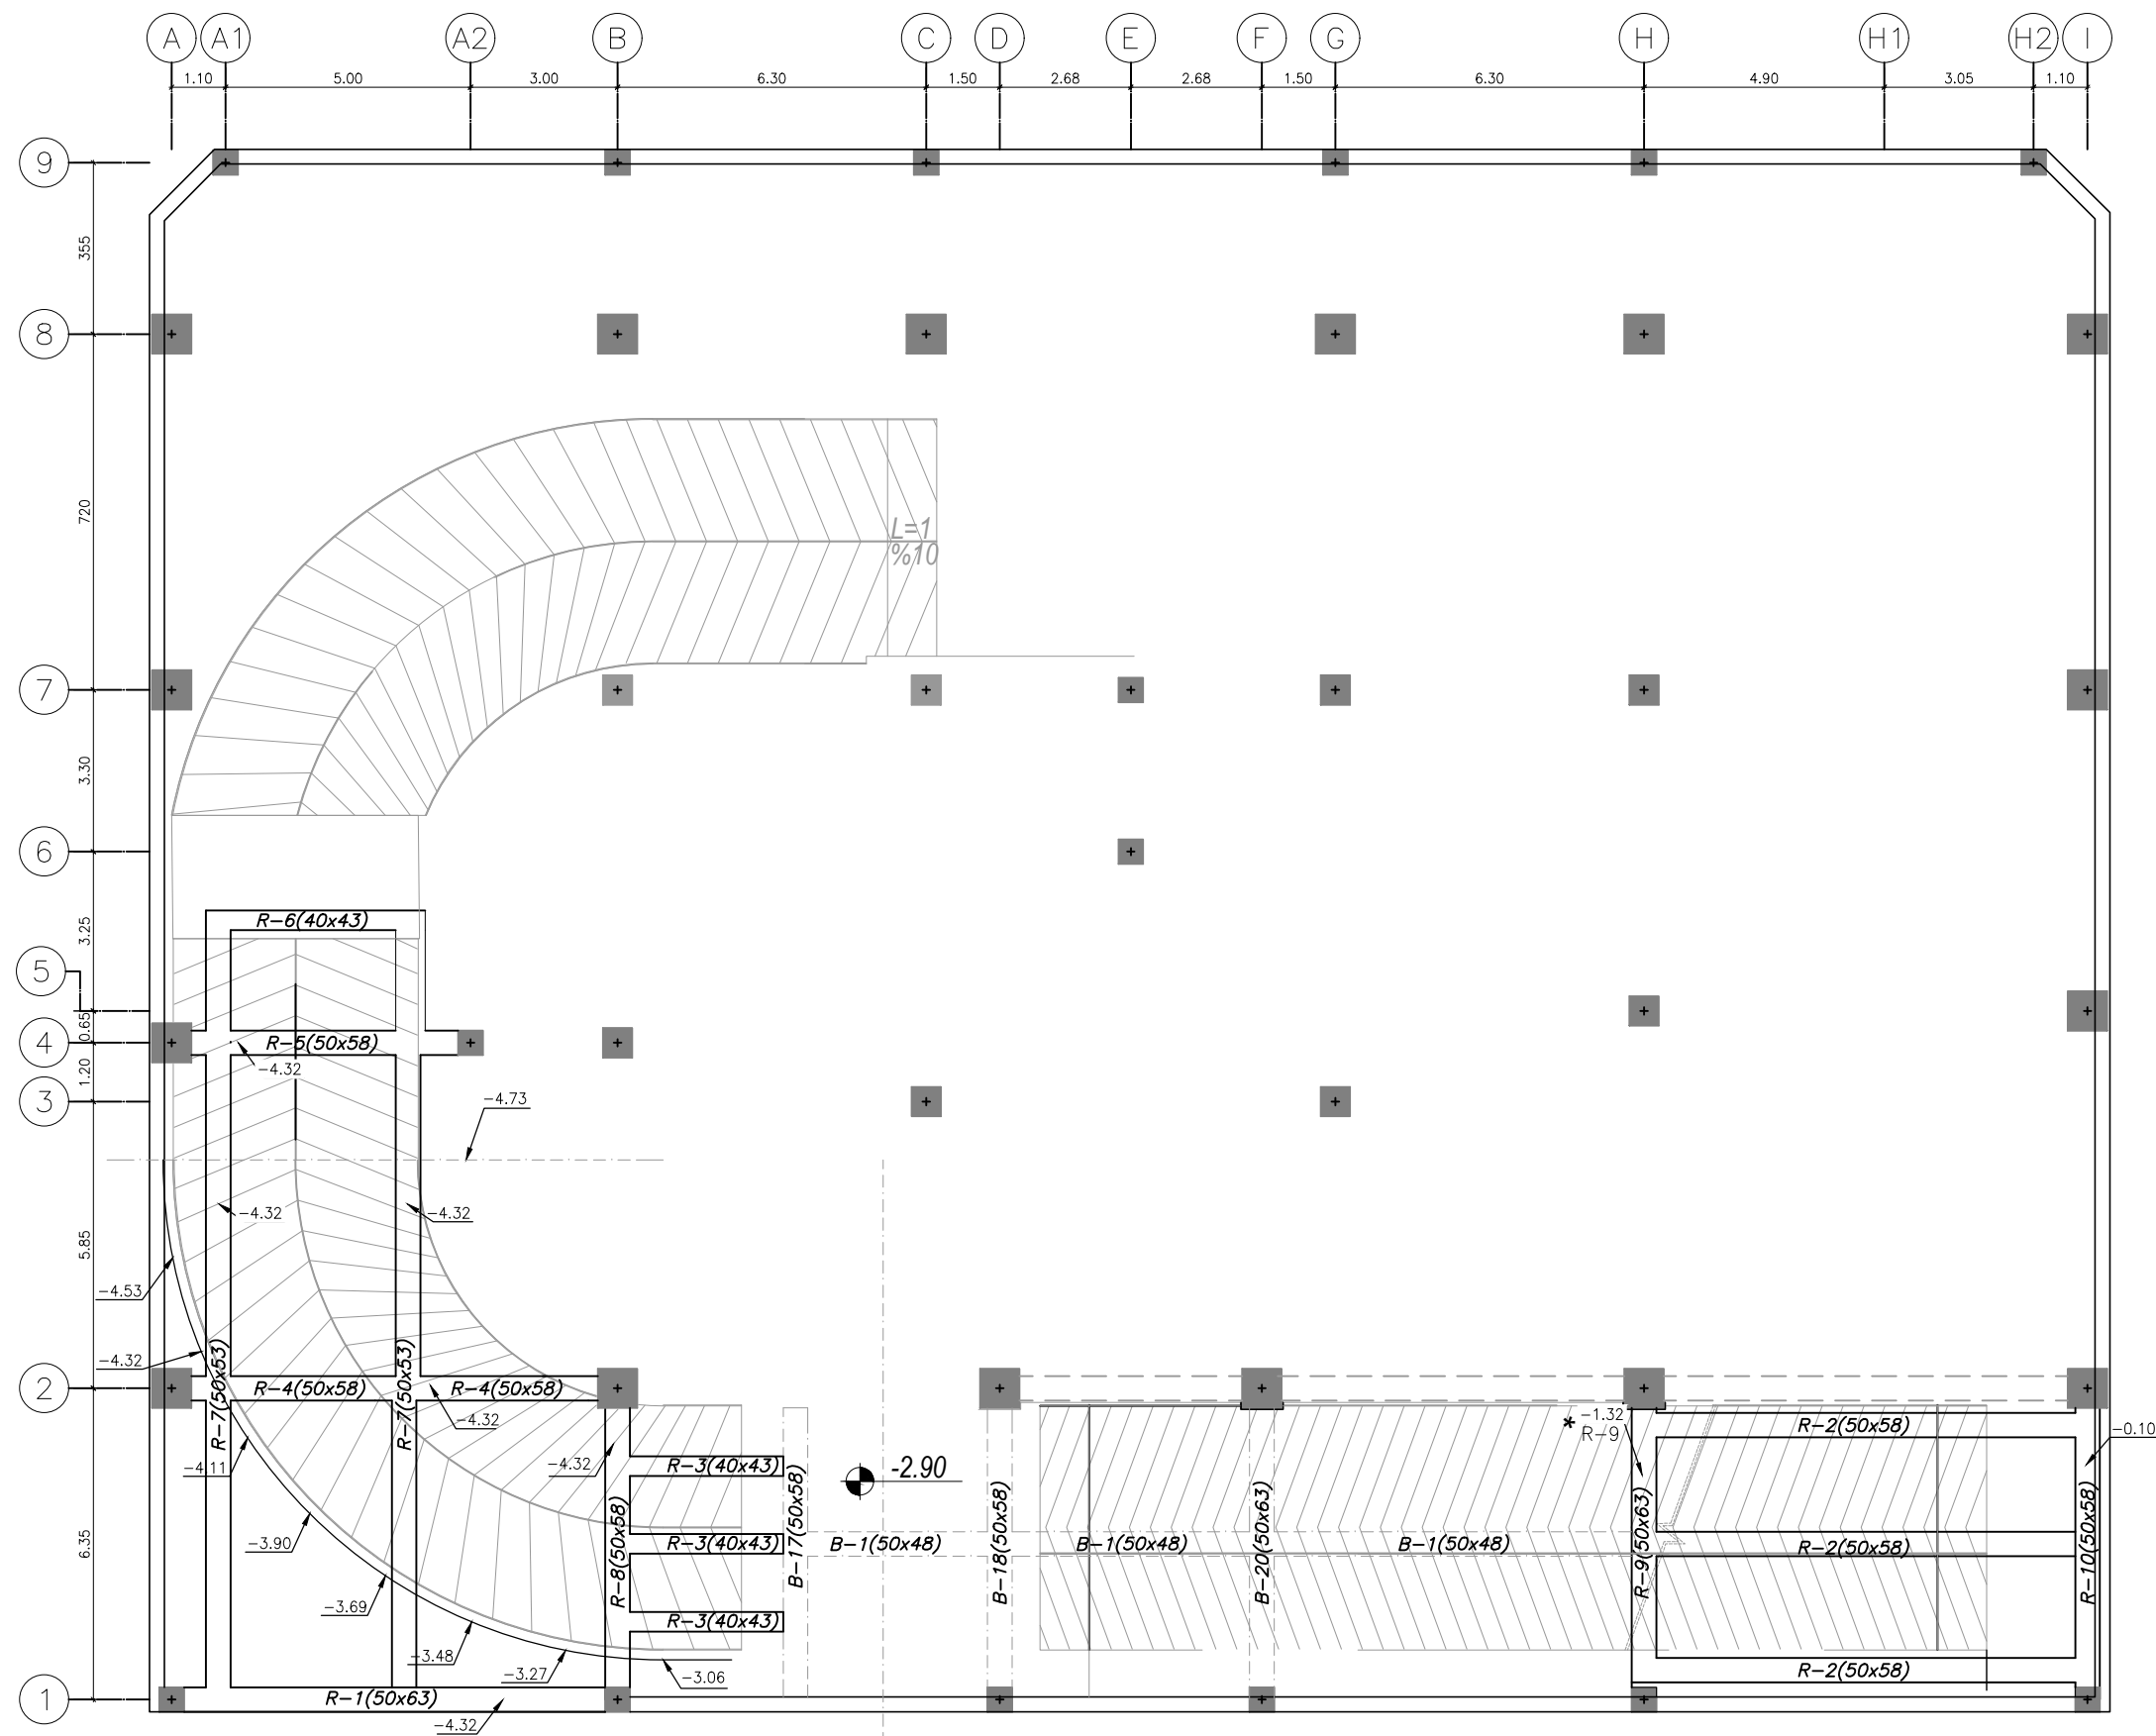 A A1 A2 B C D E F G H H1 H2 I
1.10 5.00 3.00 6.30 1.50 2.68 2.68 1.50 6.30 4.90 3.05 1.10
9
355
8
720
L=1
%10
7
3.30
6
3.25
R-6(40x43)
5
0.65
4
R-5(50x58)
-4.32
1.20
3
-4.73
-4.32
-4.32
5.85
-4.53
-4.32
R-7(50x53)
R-7(50x53)
2
R-4(50x58)
R-4(50x58)
-4.32
* -1.32
R-9
R-2(50x58)
-0.10
-4.11
-4.32
R-3(40x43)
-2.90
R-8(50x58)
B-17(50x58)
B-18(50x58)
B-20(50x63)
R-9(50x63)
R-10(50x58)
-3.90
6.35
R-3(40x43)
B-1(50x48)
B-1(50x48)
B-1(50x48)
R-2(50x58)
-3.69
R-3(40x43)
-3.48
-3.27
-3.06
R-2(50x58)
1
R-1(50x63)
-4.32